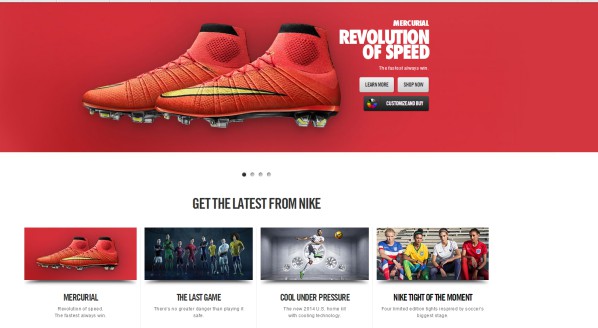 MERCURIAL
REVOLUTION
OF SPEED
The fastest always win.
LEARN MORE
SHOP NOW
CUSTOMIZE AND BUY
GET THE LATEST FROM NIKE
MERCURIAL
Revolution of speed.
The fastest always win.
THE LAST GAME
There's no greater danger than playing it
safe
COOL UNDER PRESSURE
The new 2014 U.S. home kit
with cooling technology.
NIKE TIGHT OF THE MOMENT
Four limited edition tights inspired by soccer's
biggest stage.